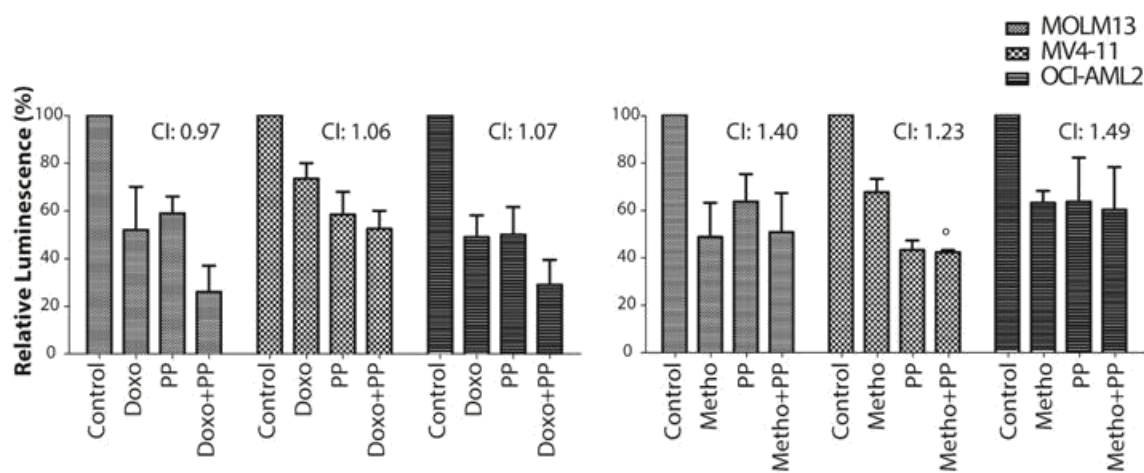 MOLM13
MV4-11
OCI-AML2
Relative Luminescence (%)
100
80
60
40
20
0
CI: 0.97
CI: 1.06
CI: 1.07
Control
Doxo
PP
Doxo+PP
Control
Doxo
PP
Doxo+PP
Control
Doxo
PP
Doxo+PP
100
80
60
40
20
0
CI: 1.40
CI: 1.23
CI: 1.49
Control
Metho
PP
Metho+PP
Control
Metho
PP
Metho+PP
Control
Metho
PP
Metho+PP